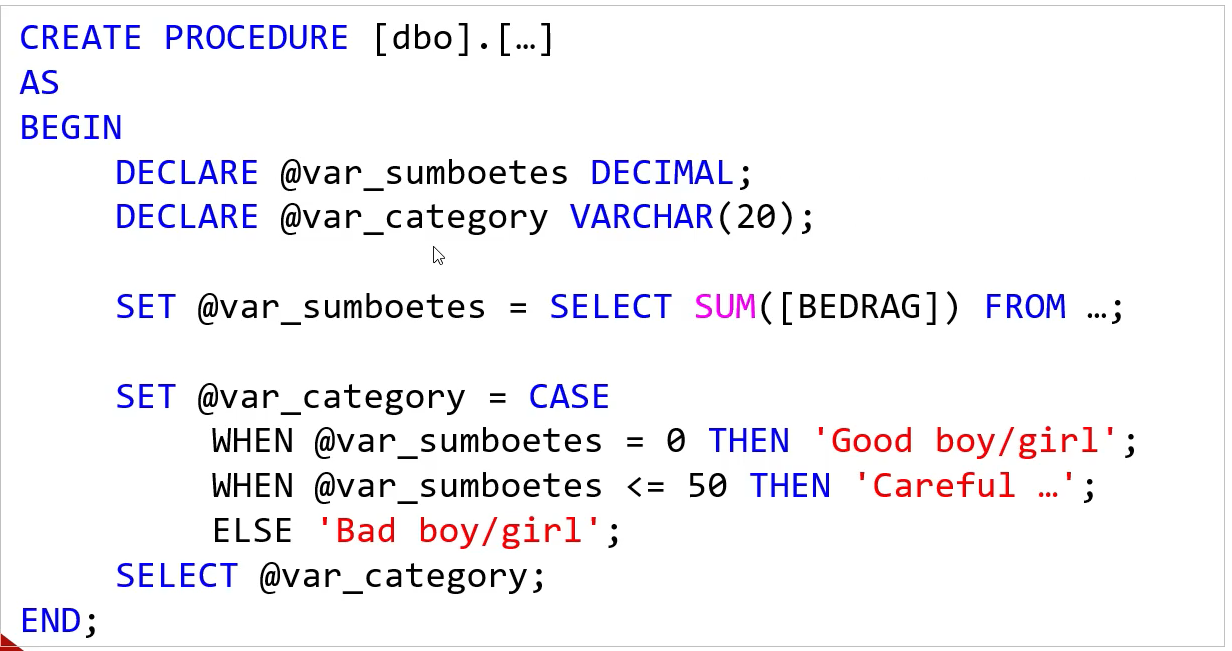 CREATE PROCEDURE [dbo].[…]
AS
BEGIN
DECLARE @var_sumboetes DECIMAL;
DECLARE @var_category VARCHAR(20);
SET @var_sumboetes = SELECT SUM([BEDRAG]) FROM …;
SET @var_category = CASE
WHEN @var_sumboetes = 0 THEN 'Good boy/girl';
WHEN @var_sumboetes <= 50 THEN 'Careful …';
ELSE 'Bad boy/girl';
SELECT @var_category;
END;